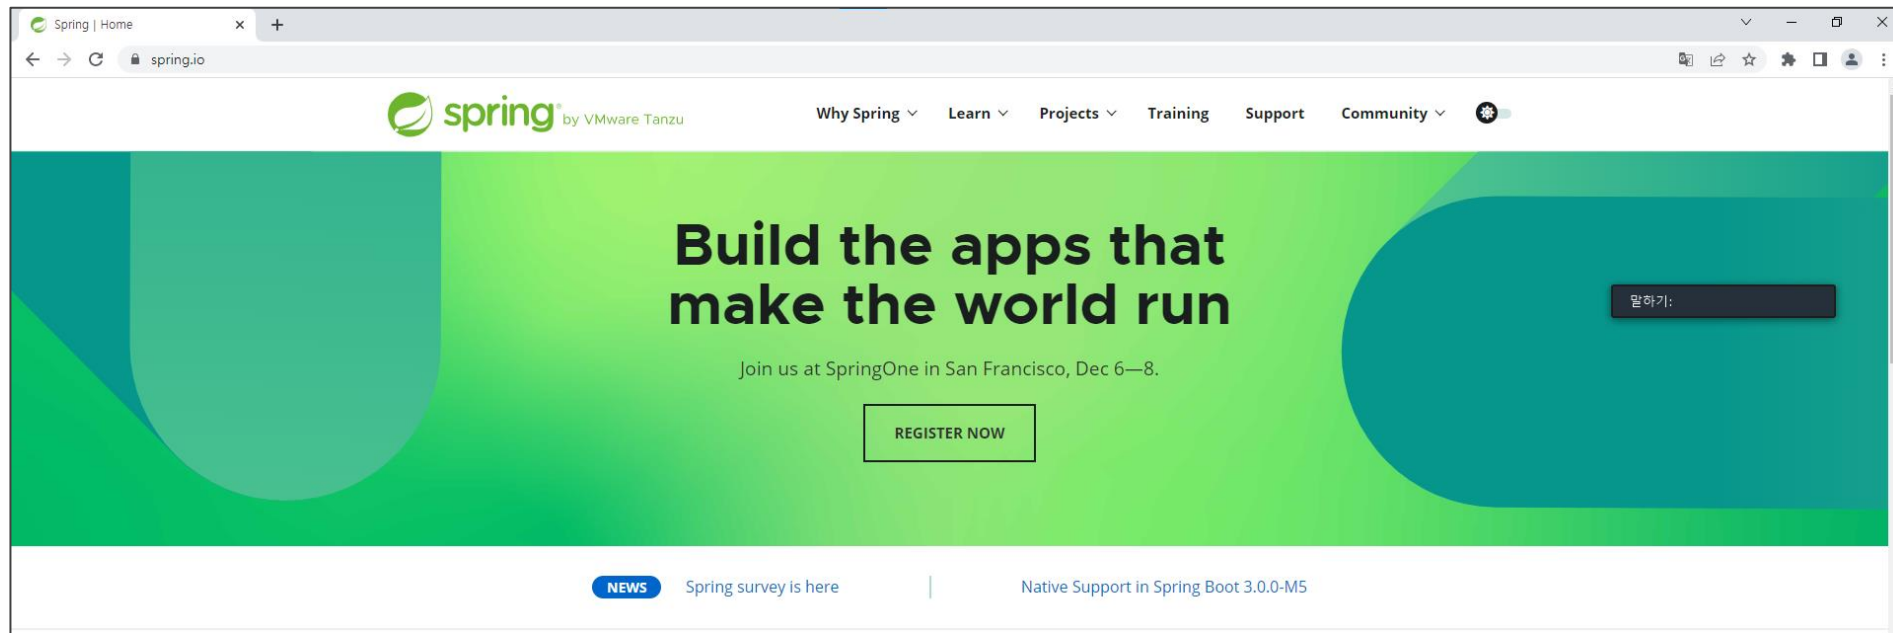 Spring | Home
spring.io
spring by VMware Tanzu
Why Spring Learn Projects Training Support Community
Build the apps that
make the world run
말하기:
Join us at SpringOne in San Francisco, Dec 6—8.
REGISTER NOW
NEWS Spring survey is here Native Support in Spring Boot 3.0.0-M5